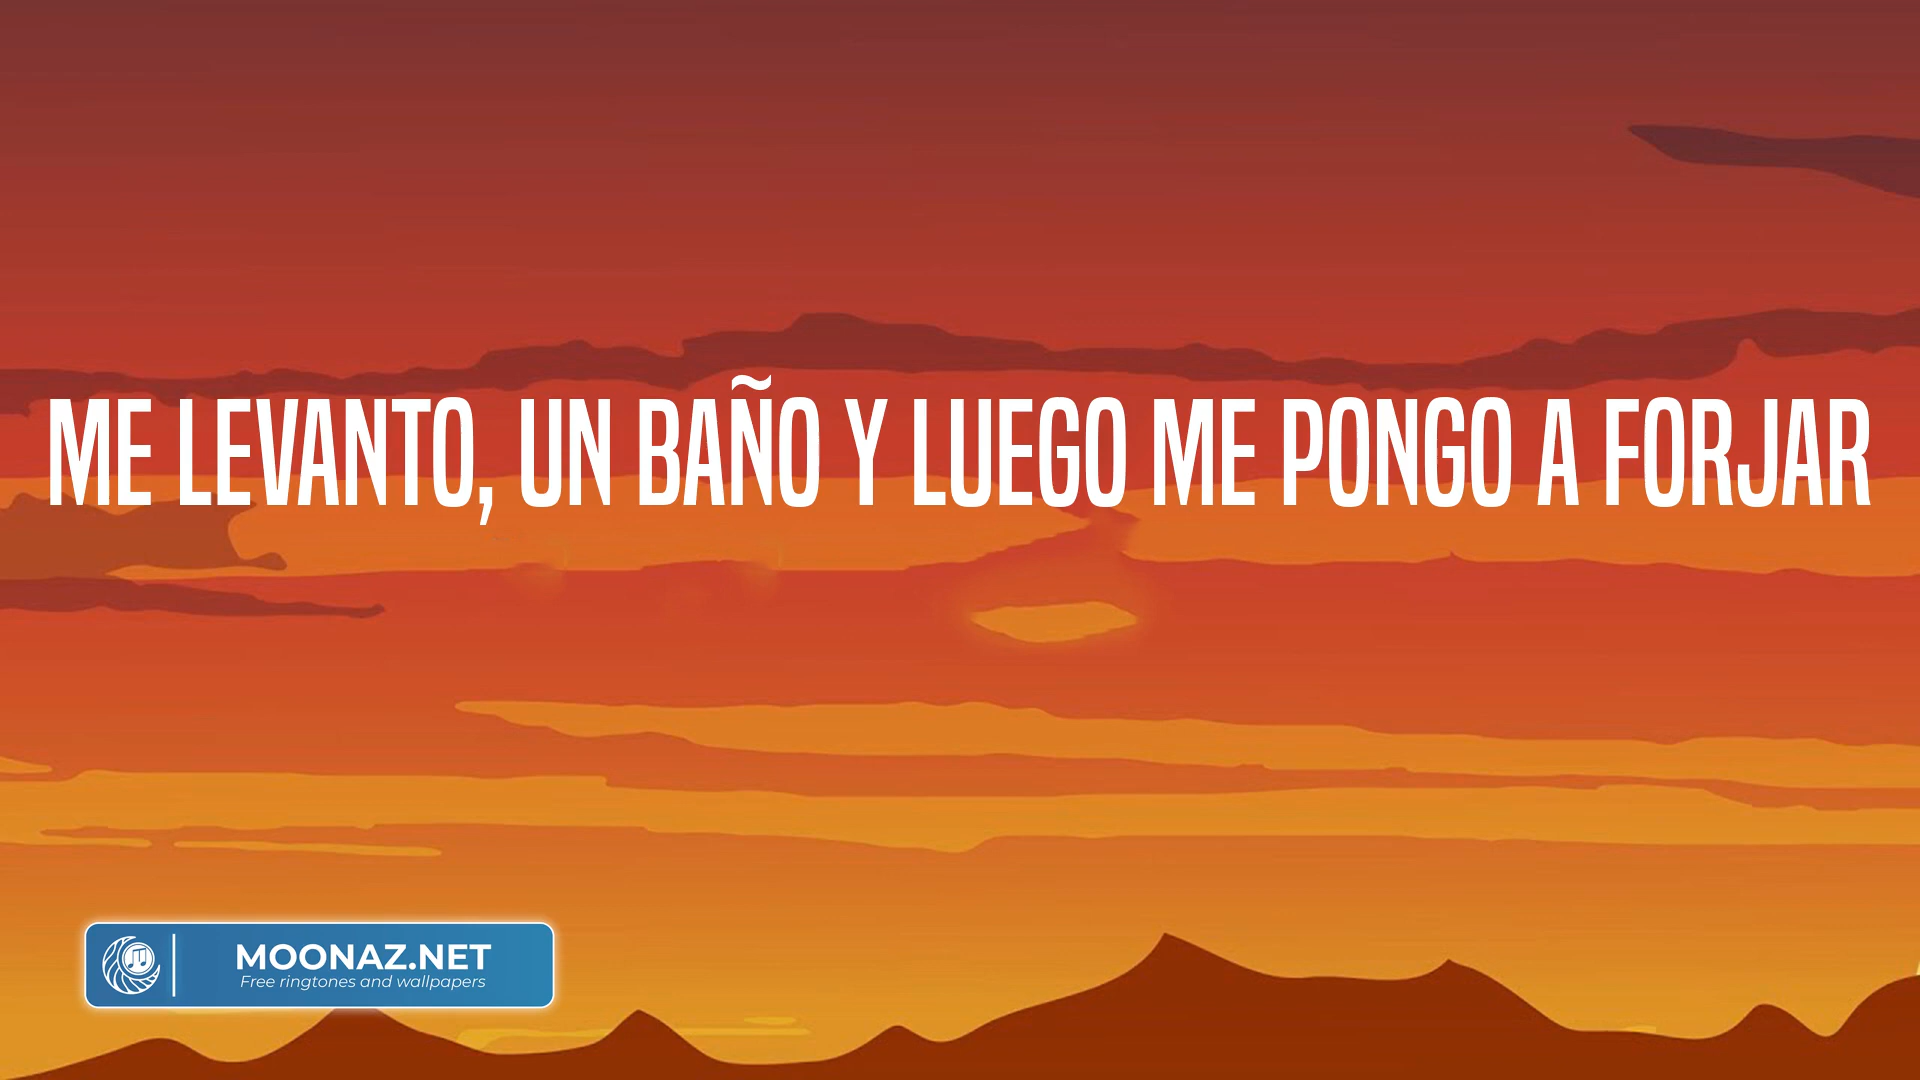 ME LEVANTO, UN BAÑO Y LUEGO ME PONGO A FORJAR
MOONAZ.NET
Free ringtones and wallpapers